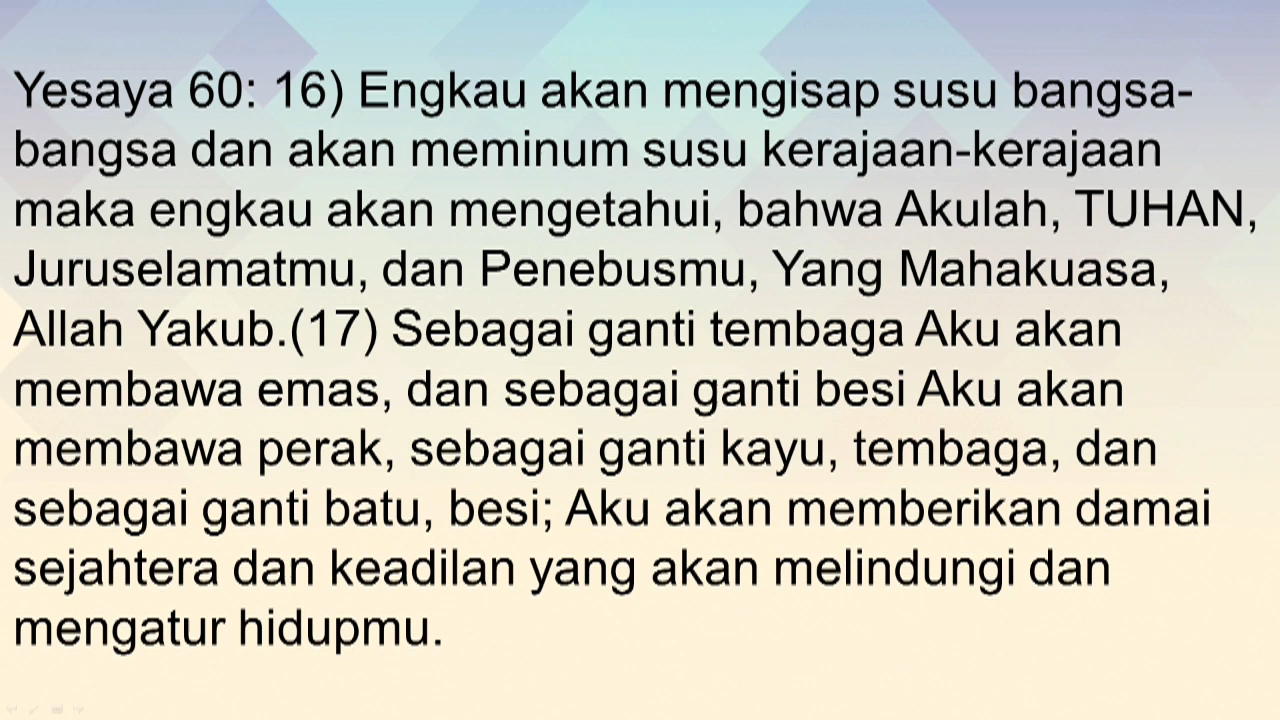 Yesaya 60: 16) Engkau akan mengisap susu bangsa-
bangsa dan akan meminum susu kerajaan-kerajaan
maka engkau akan mengetahui, bahwa Akulah, TUHAN,
Juruselamatmu, dan Penebusmu, Yang Mahakuasa,
Allah Yakub.(17) Sebagai ganti tembaga Aku akan
membawa emas, dan sebagai ganti besi Aku akan
membawa perak, sebagai ganti kayu, tembaga, dan
sebagai ganti batu, besi; Aku akan memberikan damai
sejahtera dan keadilan yang akan melindungi dan
mengatur hidupmu.